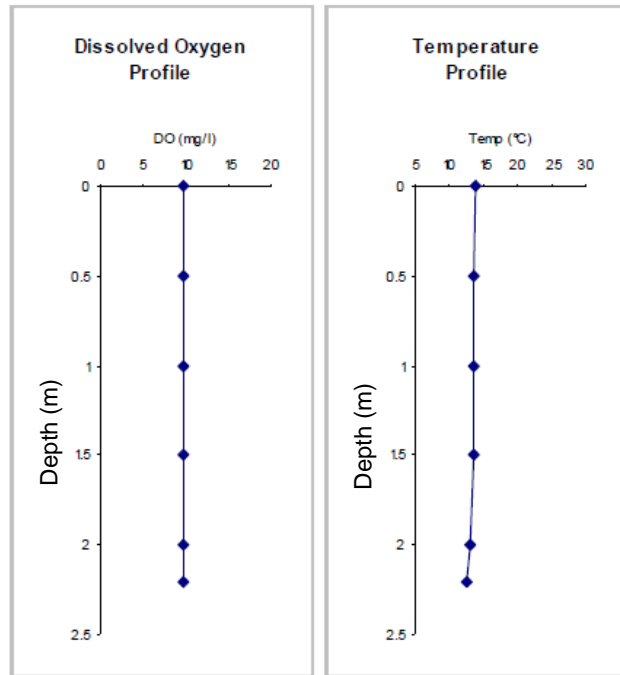 Dissolved Oxygen
Profile
DO (mg/l)
0 5 10 15 20
0
0.5
1
1.5
2
2.5
Depth (m)
Temperature
Profile
Temp (°C)
5 10 15 20 25 30
0
0.5
1
1.5
2
2.5
Depth (m)